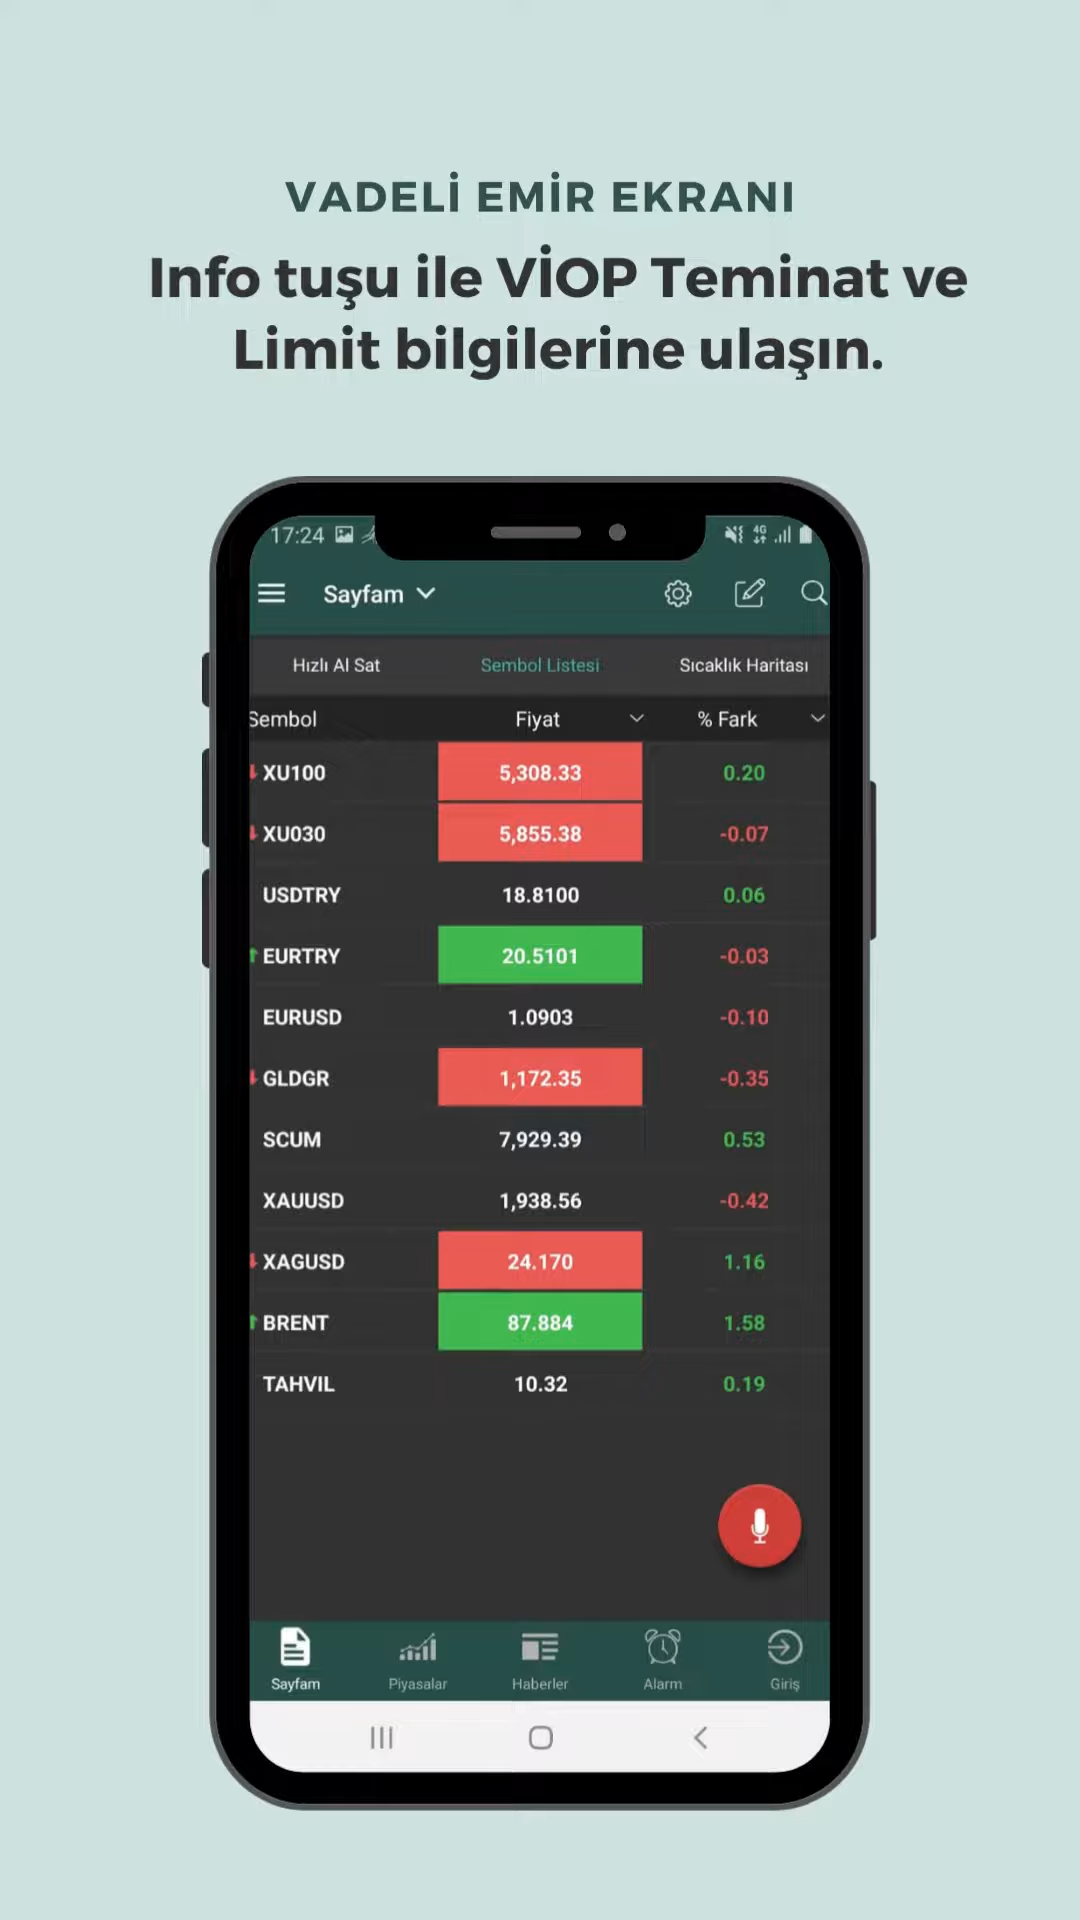 VADELİ EMİR EKRANI
Info tuşu ile VİOP Teminat ve
Limit bilgilerine ulaşın.
17:24 4G
Sayfam
Hızlı Al Sat Sembol Listesi Sıcaklık Haritası
Sembol Fiyat % Fark
XU100 5,308.33 0.20
XU030 5,855.38 -0.07
USDTRY 18.8100 0.06
EURTRY 20.5101 -0.03
EURUSD 1.0903 -0.10
GLDGR 1,172.35 -0.35
SCUM 7,929.39 0.53
XAUUSD 1,938.56 -0.42
XAGUSD 24.170 1.16
BRENT 87.884 1.58
TAHVIL 10.32 0.19
Sayfam Piyasalar Haberler Alarm Giriş